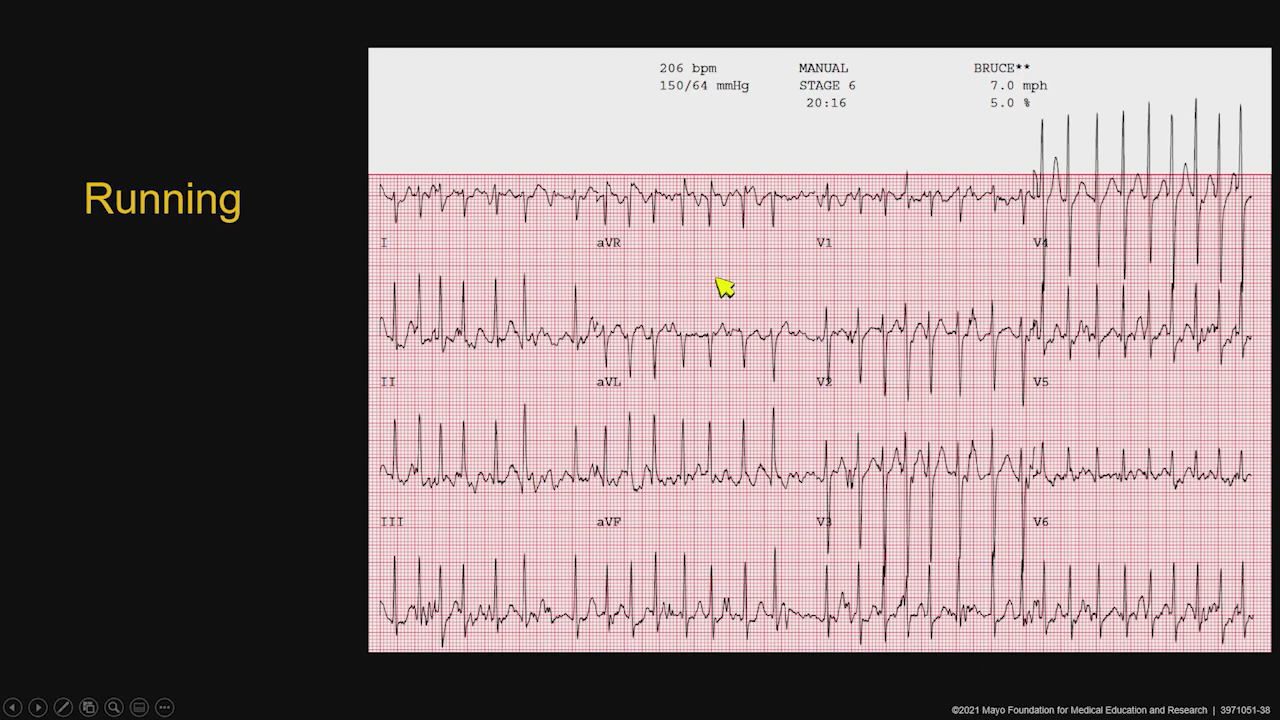 Running
206 bpm MANUAL BRUCE**
150/64 mmHg STAGE 6 7.0 mph
20:16 5.0 %
I aVR V1 V4
II aVL V2 V5
III aVF V3 V6
©2021 Mayo Foundation for Medical Education and Research | 3971051-38